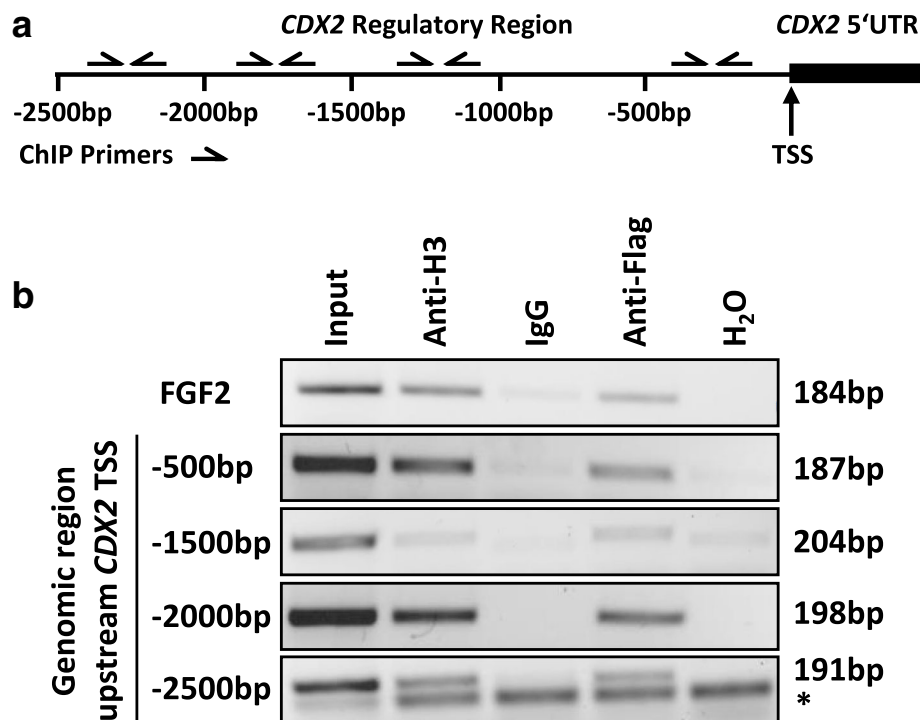 a
CDX2 Regulatory Region CDX2 5‘UTR
-2500bp -2000bp -1500bp -1000bp -500bp
ChIP Primers TSS
b
Input Anti-H3 IgG Anti-Flag H₂O
FGF2 184bp
Genomic region
upstream CDX2 TSS
-500bp 187bp
-1500bp 204bp
-2000bp 198bp
-2500bp 191bp
*